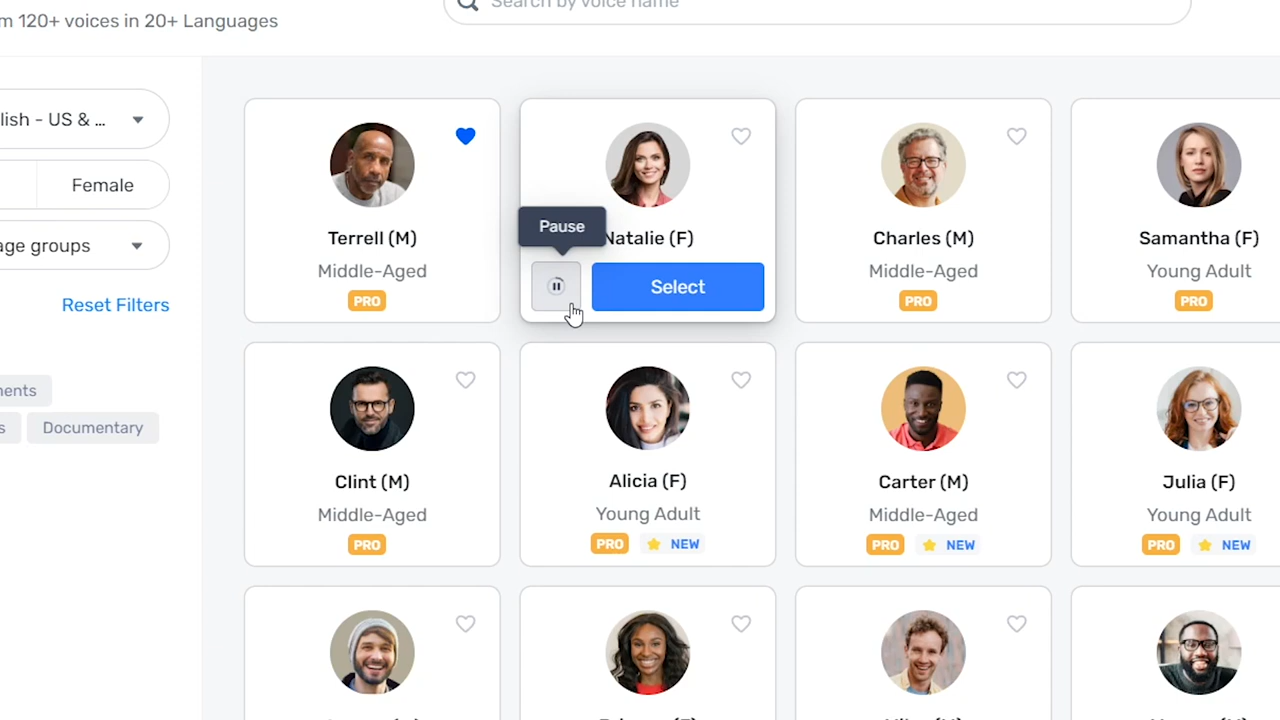 m 120+ voices in 20+ Languages
Search by voice name
lish - US & ...
Female
age groups
Reset Filters
ments
s
Documentary
Terrell (M)
Middle-Aged
PRO
Pause
Natalie (F)
Select
Charles (M)
Middle-Aged
PRO
Samantha (F)
Young Adult
PRO
Clint (M)
Middle-Aged
PRO
Alicia (F)
Young Adult
PRO NEW
Carter (M)
Middle-Aged
PRO NEW
Julia (F)
Young Adult
PRO NEW